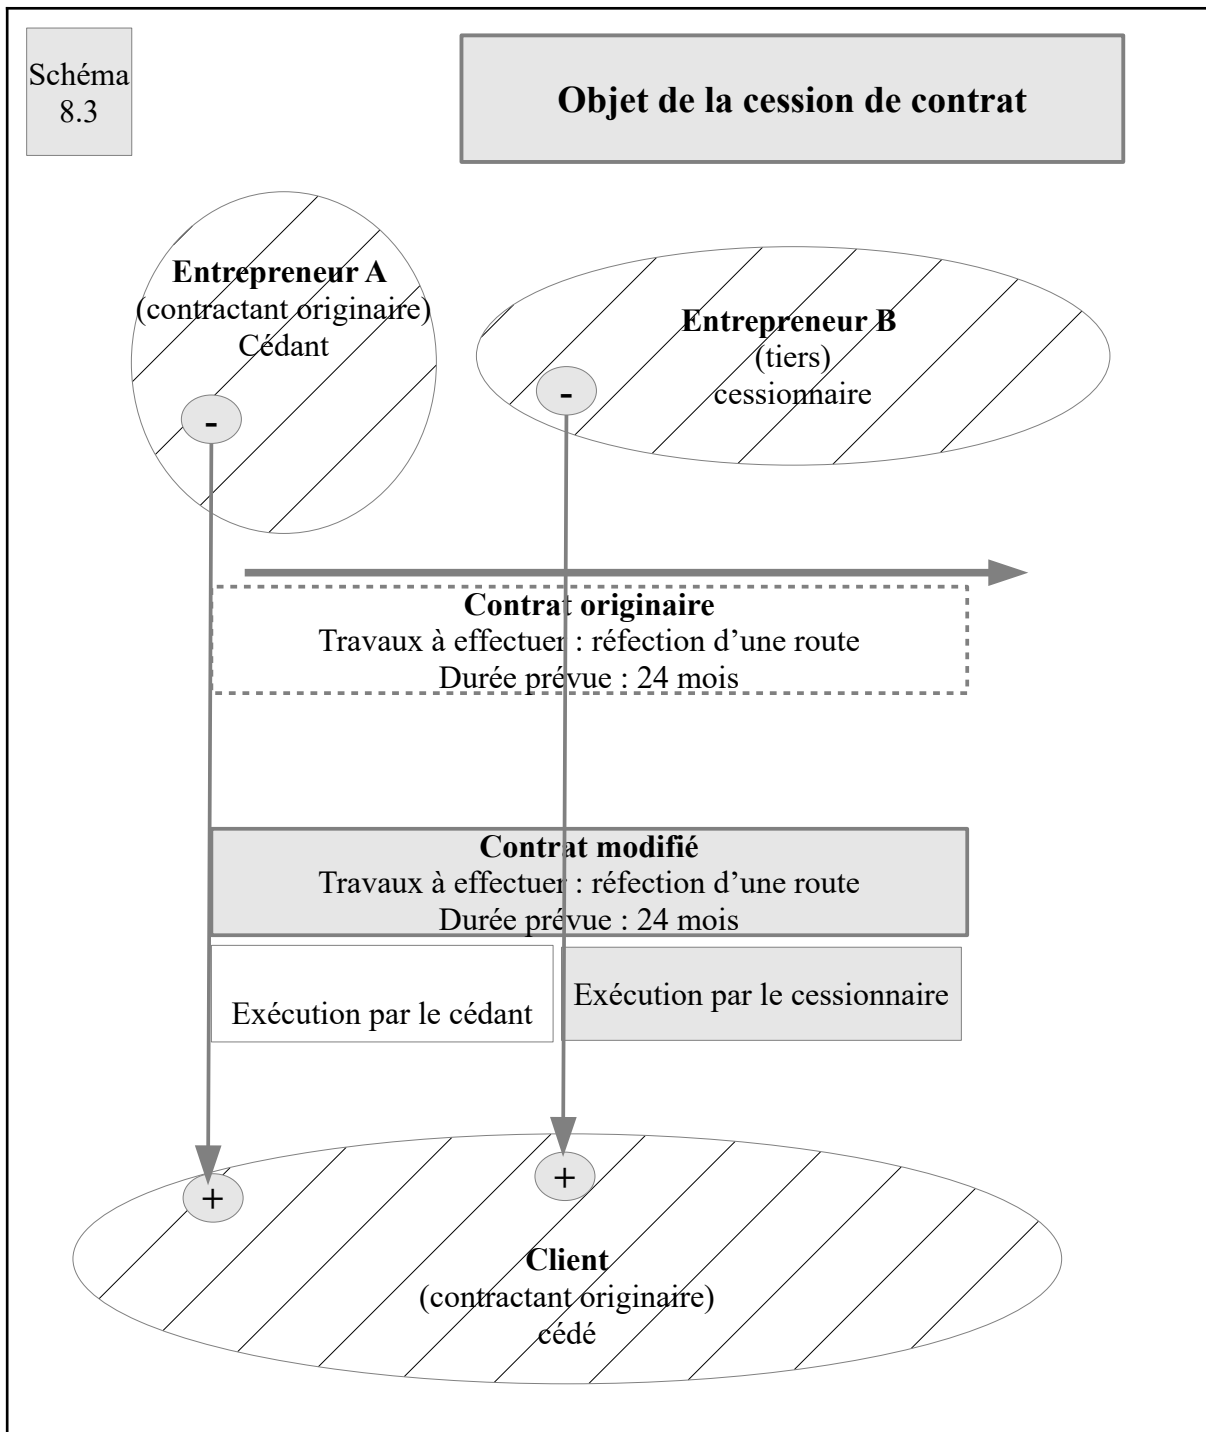 Schéma
8.3
Objet de la cession de contrat
Entrepreneur A
(contractant originaire)
Cédant
-
Entrepreneur B
(tiers)
cessionnaire
-
Contrat originaire
Travaux à effectuer : réfection d’une route
Durée prévue : 24 mois
Contrat modifié
Travaux à effectuer : réfection d’une route
Durée prévue : 24 mois
Exécution par le cédant
Exécution par le cessionnaire
+
+
Client
(contractant originaire)
cédé